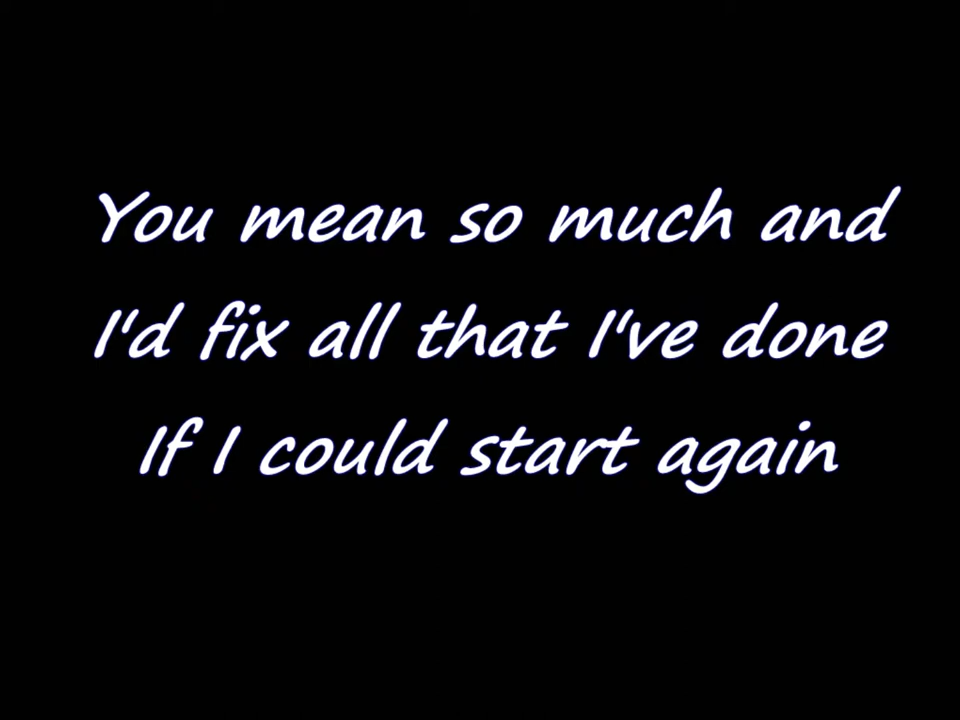 You mean so much and
I'd fix all that I've done
If I could start again